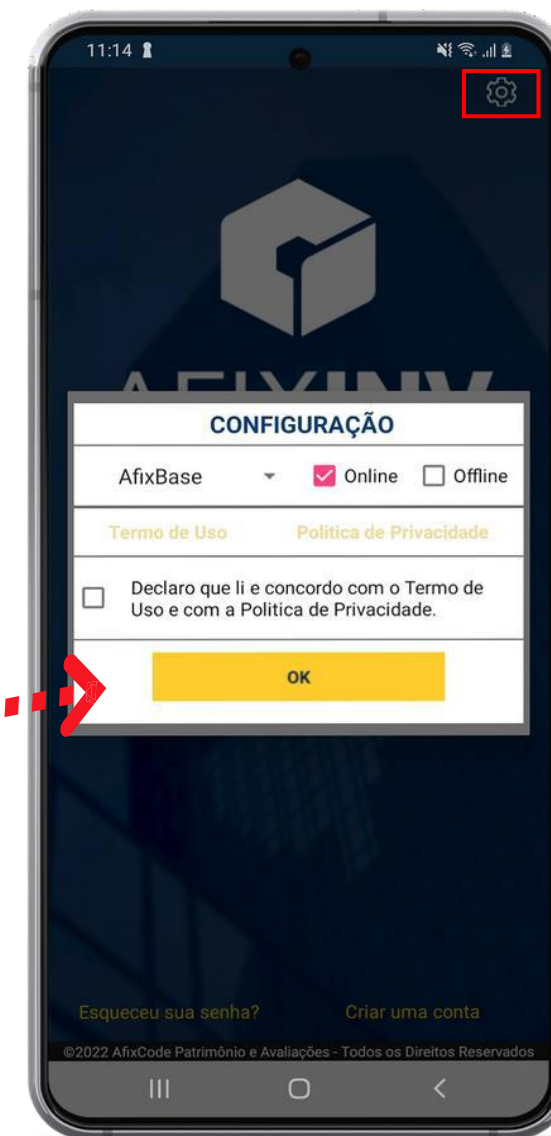 11:14
AFIXINV
CONFIGURAÇÃO
AfixBase Online Offline
Termo de Uso Politica de Privacidade
Declaro que li e concordo com o Termo de
Uso e com a Politica de Privacidade.
OK
Esqueceu sua senha? Criar uma conta
©2022 AfixCode Patrimônio e Avaliações - Todos os Direitos Reservados